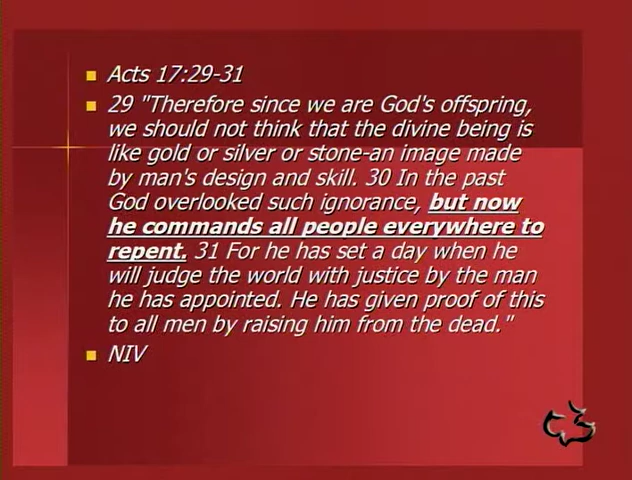 Acts 17:29-31
29 "Therefore since we are God's offspring,
we should not think that the divine being is
like gold or silver or stone-an image made
by man's design and skill. 30 In the past
God overlooked such ignorance, but now
he commands all people everywhere to
repent. 31 For he has set a day when he
will judge the world with justice by the man
he has appointed. He has given proof of this
to all men by raising him from the dead."
NIV